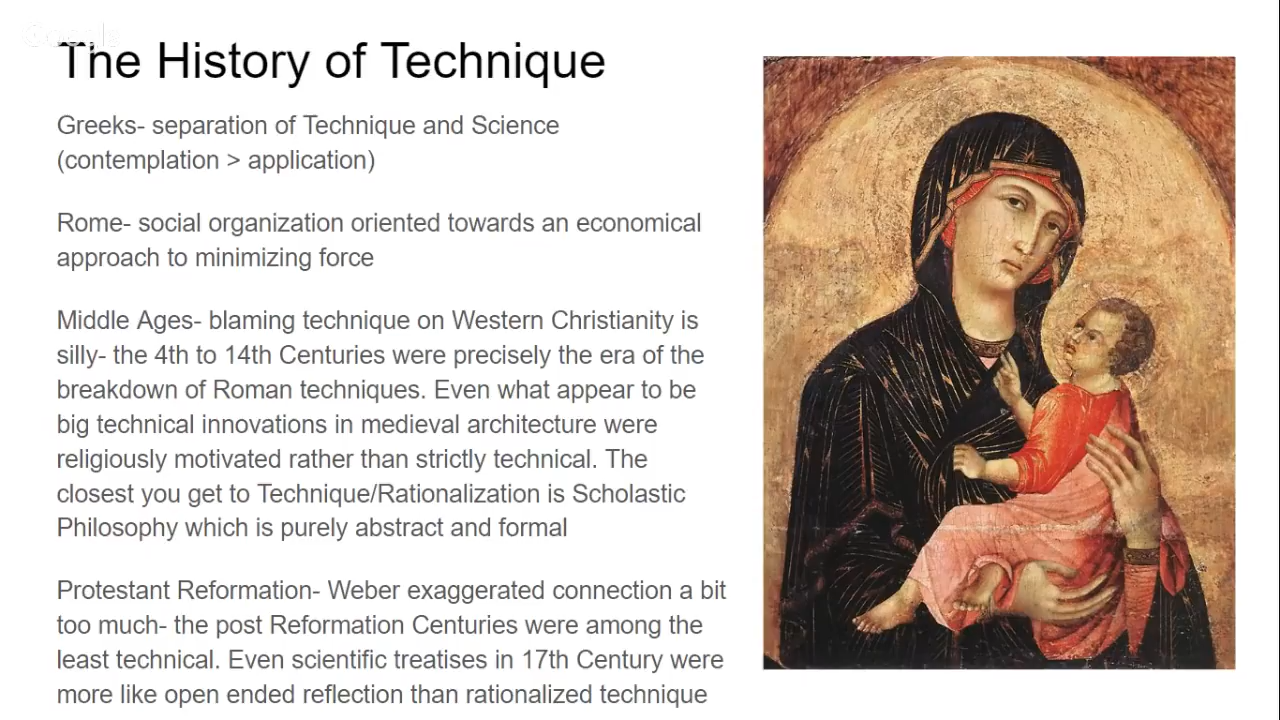 The History of Technique
Greeks- separation of Technique and Science
(contemplation > application)
Rome- social organization oriented towards an economical
approach to minimizing force
Middle Ages- blaming technique on Western Christianity is
silly- the 4th to 14th Centuries were precisely the era of the
breakdown of Roman techniques. Even what appear to be
big technical innovations in medieval architecture were
religiously motivated rather than strictly technical. The
closest you get to Technique/Rationalization is Scholastic
Philosophy which is purely abstract and formal
Protestant Reformation- Weber exaggerated connection a bit
too much- the post Reformation Centuries were among the
least technical. Even scientific treatises in 17th Century were
more like open ended reflection than rationalized technique